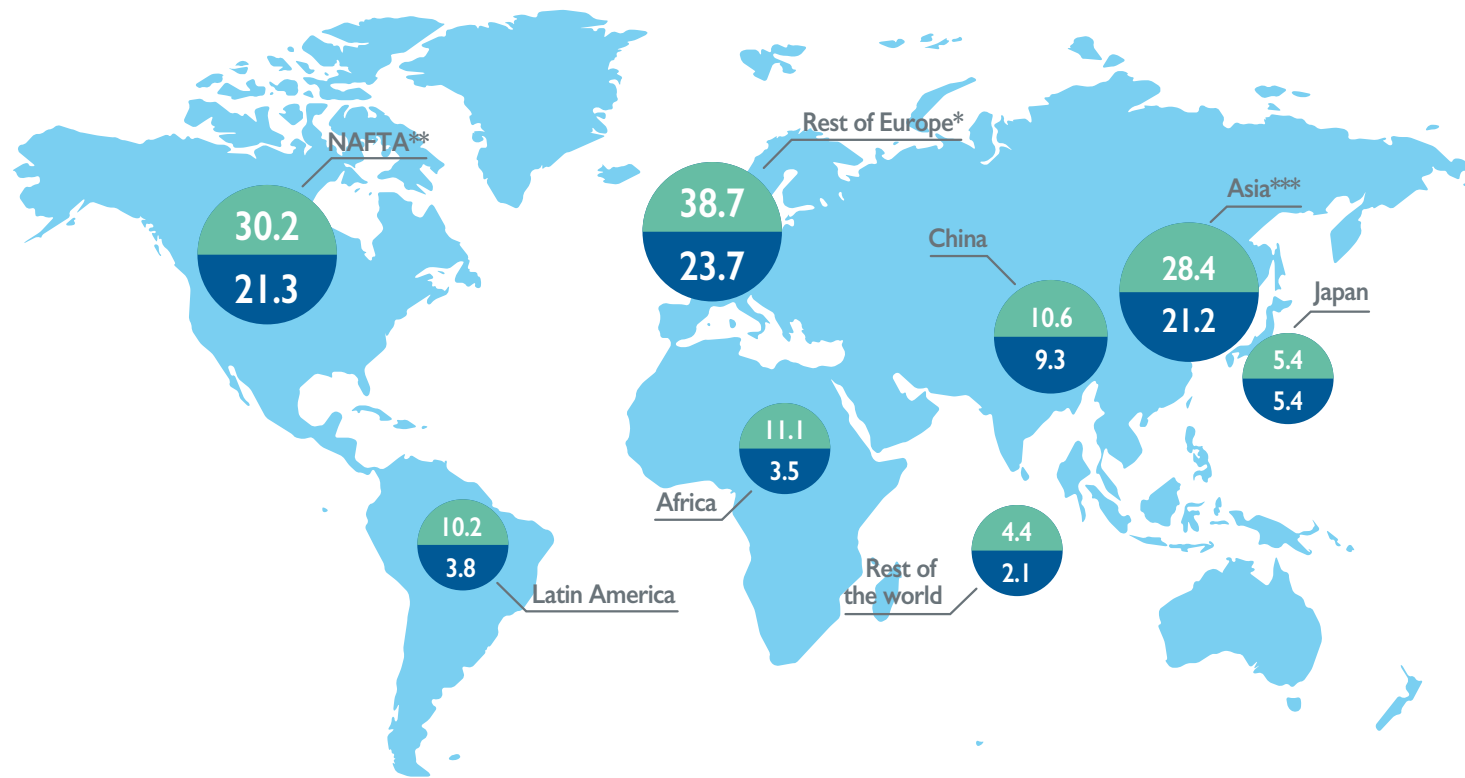 NAFTA**
30.2
21.3
Rest of Europe*
38.7
23.7
China
10.6
9.3
Asia***
28.4
21.2
Japan
5.4
5.4
Africa
11.1
3.5
Latin America
10.2
3.8
Rest of
the world
4.4
2.1